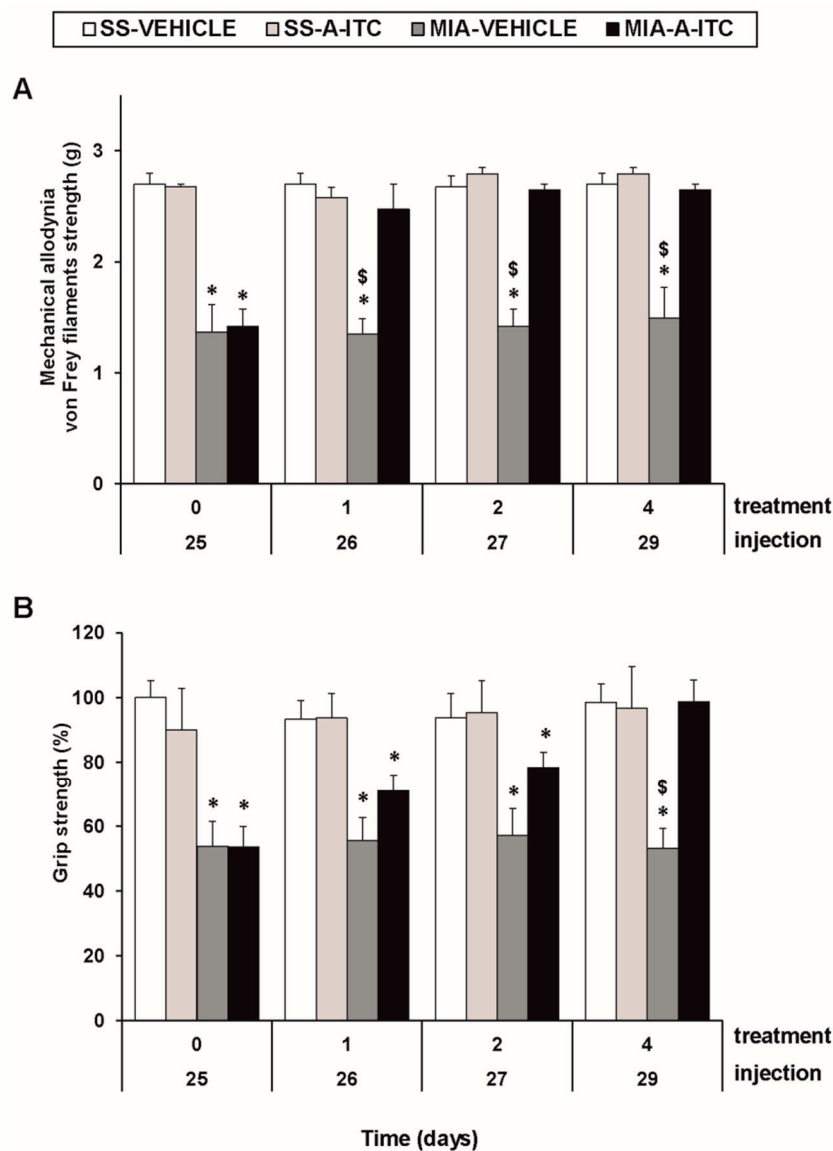 SS-VEHICLE SS-A-ITC MIA-VEHICLE MIA-A-ITC
A
Mechanical allodynia
von Frey filaments strength (g)
3
2
1
0
* * $ * $ * $ *
0 1 2 4 treatment
25 26 27 29 injection
B
Grip strength (%)
120
100
80
60
40
20
0
* * * * * * $ *
0 1 2 4 treatment
25 26 27 29 injection
Time (days)